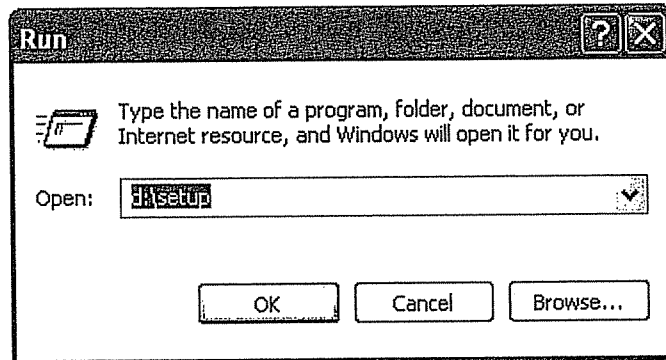 Run
Type the name of a program, folder, document, or
Internet resource, and Windows will open it for you.
Open: d:\setup
OK Cancel Browse...